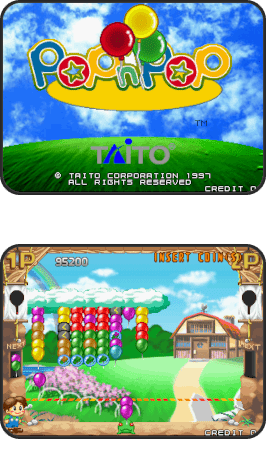 Pop'n Pop
TM
TAITO®
© TAITO CORPORATION 1997
ALL RIGHTS RESERVED
CREDIT 0
1P
95200
INSERT COIN(S)
2P
NEXT
NEXT
CREDIT 0